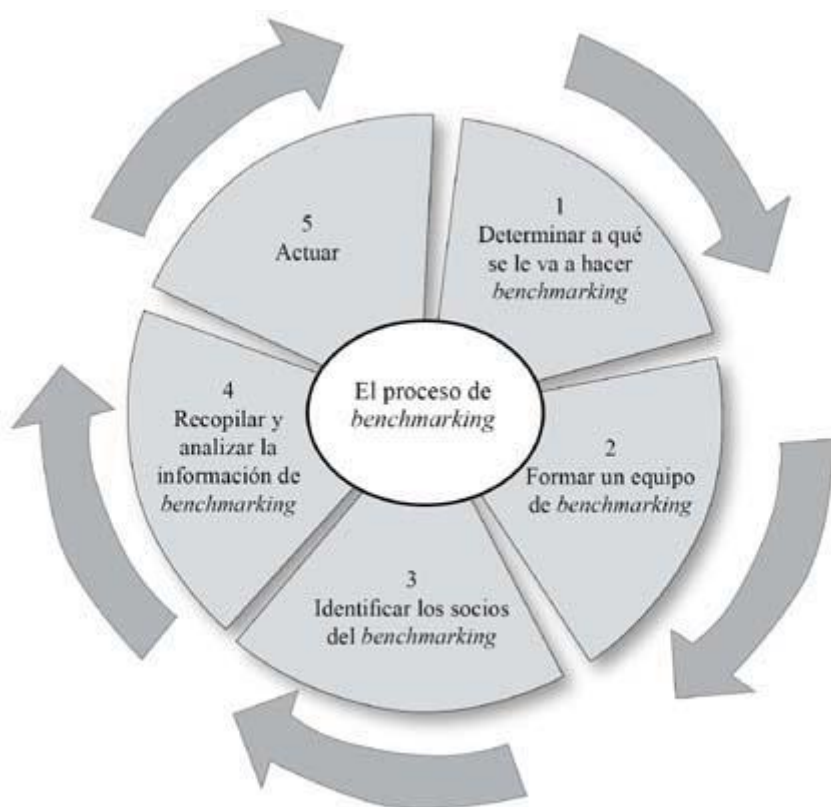 El proceso de
benchmarking
1
Determinar a qué
se le va a hacer
benchmarking
2
Formar un equipo
de benchmarking
3
Identificar los socios
del benchmarking
4
Recopilar y
analizar la
información de
benchmarking
5
Actuar